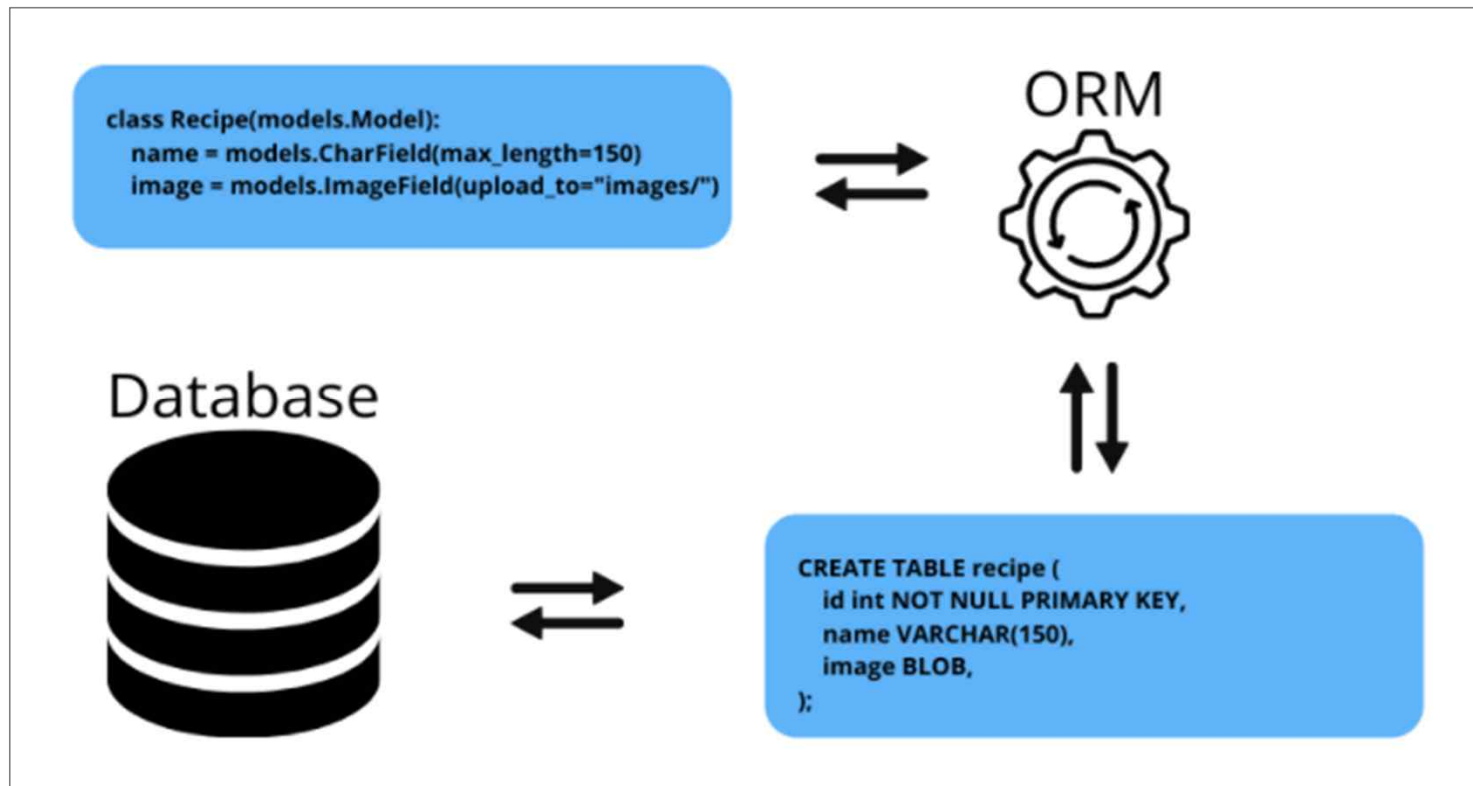 class Recipe(models.Model):
name = models.CharField(max_length=150)
image = models.ImageField(upload_to="images/")
ORM
Database
CREATE TABLE recipe (
id int NOT NULL PRIMARY KEY,
name VARCHAR(150),
image BLOB,
);